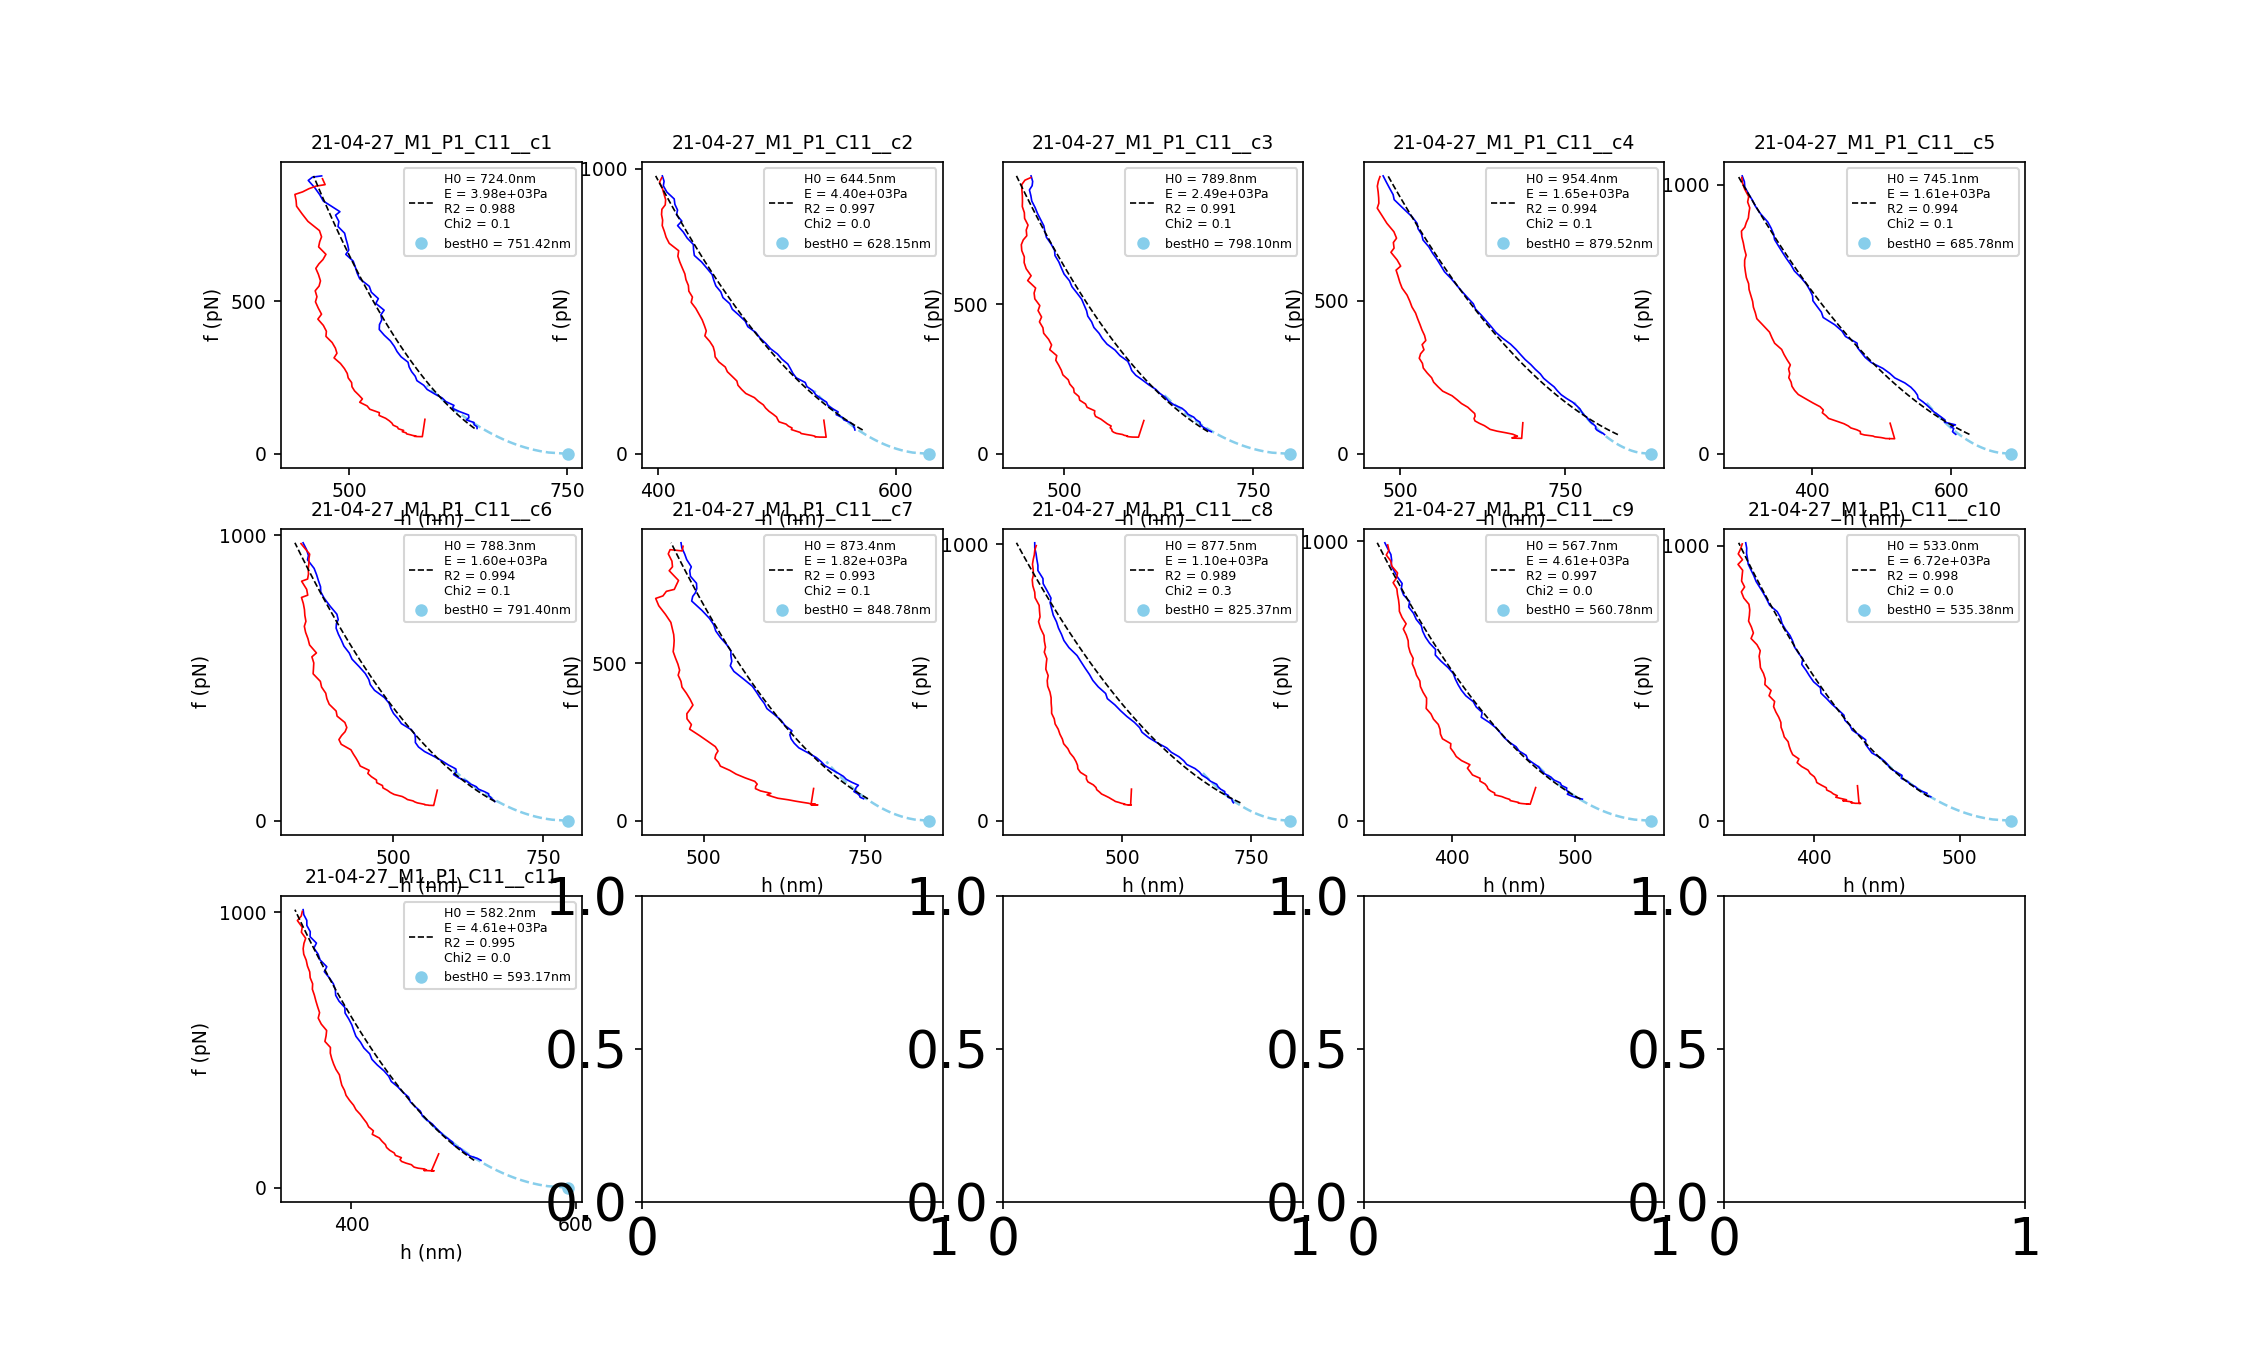 21-04-27_M1_P1_C11__c1
H0 = 724.0nm
E = 3.98e+03Pa
R2 = 0.988
Chi2 = 0.1
bestH0 = 751.42nm
f (pN)
500
0
500
750
h (nm)
21-04-27_M1_P1_C11__c2
H0 = 644.5nm
E = 4.40e+03Pa
R2 = 0.997
Chi2 = 0.0
bestH0 = 628.15nm
f (pN)
1000
0
400
600
h (nm)
21-04-27_M1_P1_C11__c3
H0 = 789.8nm
E = 2.49e+03Pa
R2 = 0.991
Chi2 = 0.1
bestH0 = 798.10nm
f (pN)
500
0
500
750
h (nm)
21-04-27_M1_P1_C11__c4
H0 = 954.4nm
E = 1.65e+03Pa
R2 = 0.994
Chi2 = 0.1
bestH0 = 879.52nm
f (pN)
500
0
500
750
h (nm)
21-04-27_M1_P1_C11__c5
H0 = 745.1nm
E = 1.61e+03Pa
R2 = 0.994
Chi2 = 0.1
bestH0 = 685.78nm
f (pN)
1000
0
400
600
h (nm)
21-04-27_M1_P1_C11__c6
H0 = 788.3nm
E = 1.60e+03Pa
R2 = 0.994
Chi2 = 0.1
bestH0 = 791.40nm
f (pN)
1000
0
500
750
h (nm)
21-04-27_M1_P1_C11__c7
H0 = 873.4nm
E = 1.82e+03Pa
R2 = 0.993
Chi2 = 0.1
bestH0 = 848.78nm
f (pN)
500
0
500
750
h (nm)
21-04-27_M1_P1_C11__c8
H0 = 877.5nm
E = 1.10e+03Pa
R2 = 0.989
Chi2 = 0.3
bestH0 = 825.37nm
f (pN)
1000
0
500
750
h (nm)
21-04-27_M1_P1_C11__c9
H0 = 567.7nm
E = 4.61e+03Pa
R2 = 0.997
Chi2 = 0.0
bestH0 = 560.78nm
f (pN)
1000
0
400
500
h (nm)
21-04-27_M1_P1_C11__c10
H0 = 533.0nm
E = 6.72e+03Pa
R2 = 0.998
Chi2 = 0.0
bestH0 = 535.38nm
f (pN)
1000
0
400
500
h (nm)
21-04-27_M1_P1_C11__c11
H0 = 582.2nm
E = 4.61e+03Pa
R2 = 0.995
Chi2 = 0.0
bestH0 = 593.17nm
f (pN)
1000
0
400
600
h (nm)
1.0
0.5
0.0
0
1
1.0
0.5
0.0
0
1
1.0
0.5
0.0
0
1
1.0
0.5
0.0
0
1